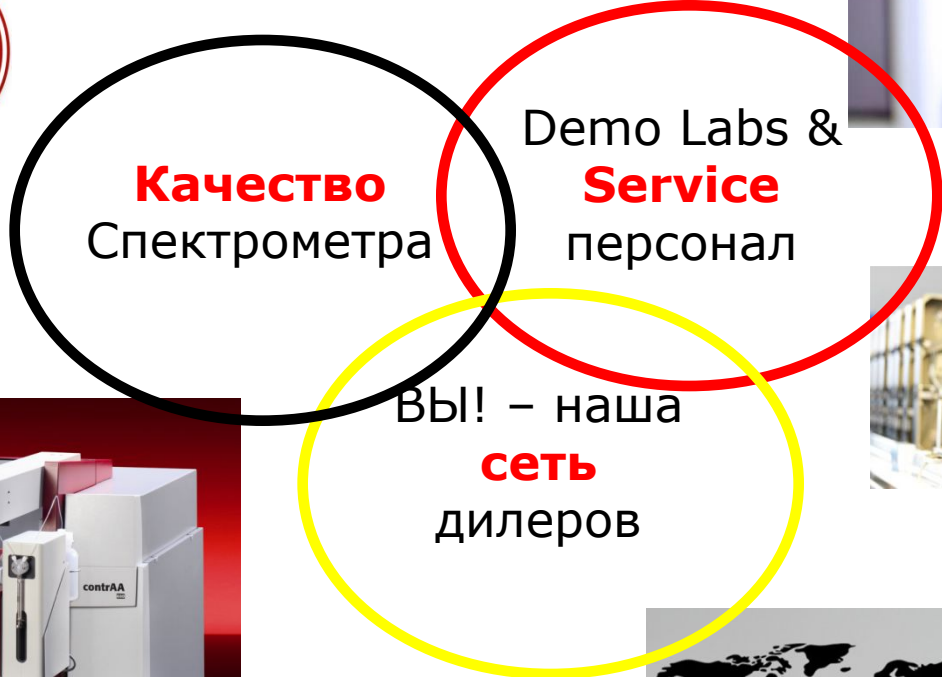 Качество
Спектрометра
Demo Labs &
Service
персонал
ВЫ! – наша
сеть
дилеров
contrAA